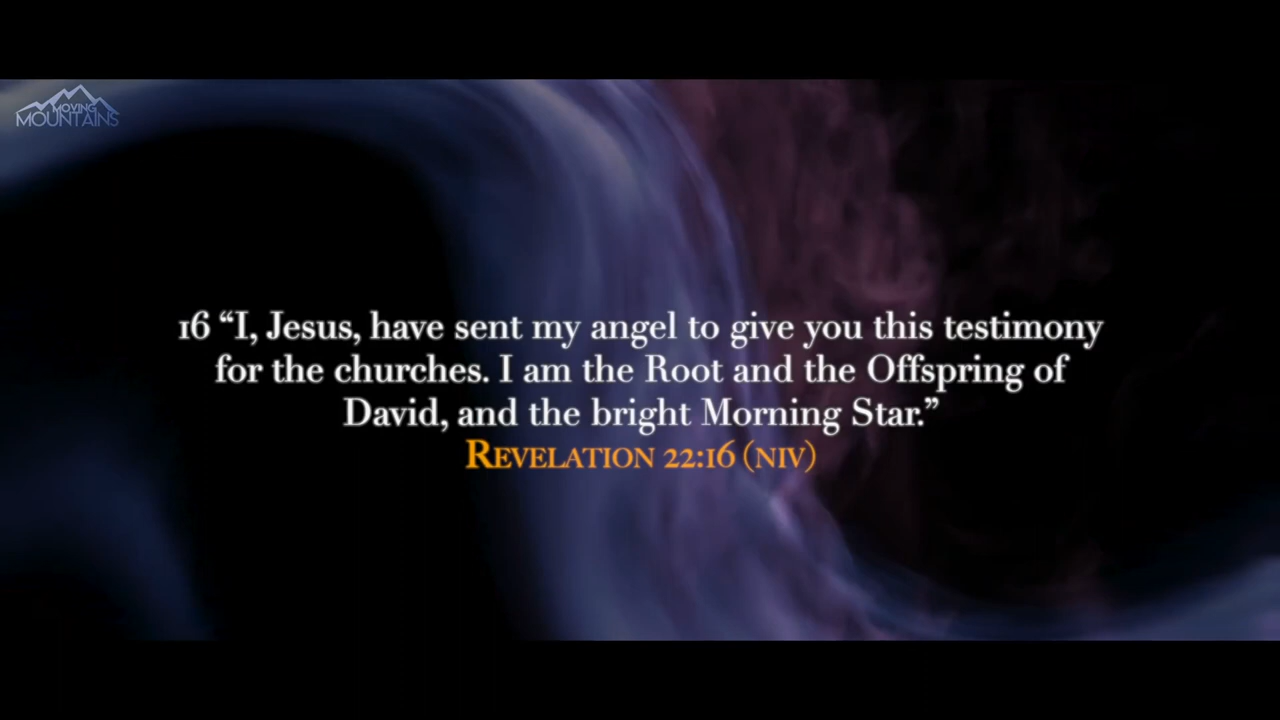 MOVING
MOUNTAINS
16 “I, Jesus, have sent my angel to give you this testimony
for the churches. I am the Root and the Offspring of
David, and the bright Morning Star.”
REVELATION 22:16 (NIV)